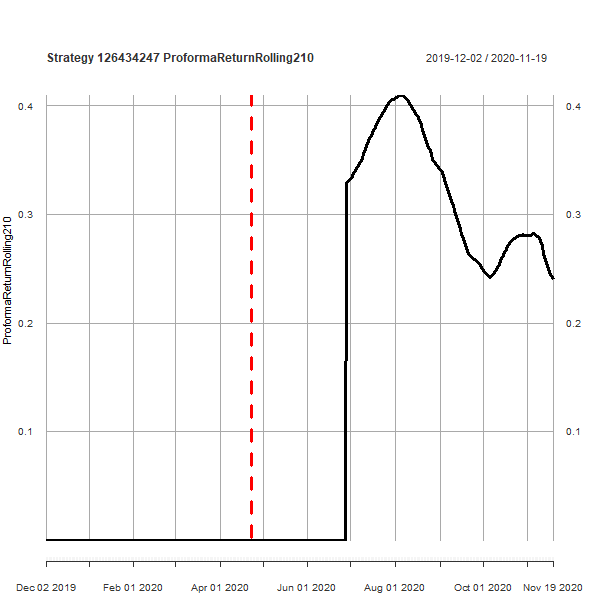 Strategy 126434247 ProformaReturnRolling210 2019-12-02 / 2020-11-19
0.4 0.4
0.3 0.3
0.2 0.2
0.1 0.1
ProformaReturnRolling210
Dec 02 2019 Feb 01 2020 Apr 01 2020 Jun 01 2020 Aug 01 2020 Oct 01 2020 Nov 19 2020